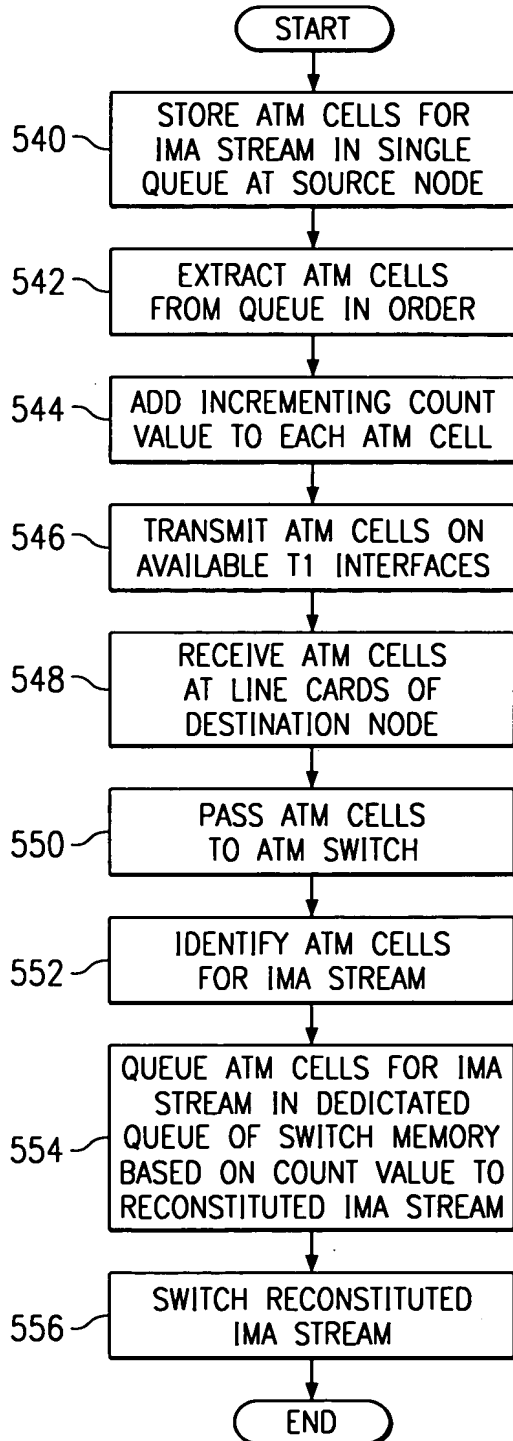 START
540
STORE ATM CELLS FOR
IMA STREAM IN SINGLE
QUEUE AT SOURCE NODE
542
EXTRACT ATM CELLS
FROM QUEUE IN ORDER
544
ADD INCREMENTING COUNT
VALUE TO EACH ATM CELL
546
TRANSMIT ATM CELLS ON
AVAILABLE T1 INTERFACES
548
RECEIVE ATM CELLS
AT LINE CARDS OF
DESTINATION NODE
550
PASS ATM CELLS
TO ATM SWITCH
552
IDENTIFY ATM CELLS
FOR IMA STREAM
554
QUEUE ATM CELLS FOR IMA
STREAM IN DEDICTATED
QUEUE OF SWITCH MEMORY
BASED ON COUNT VALUE TO
RECONSTITUTED IMA STREAM
556
SWITCH RECONSTITUTED
IMA STREAM
END